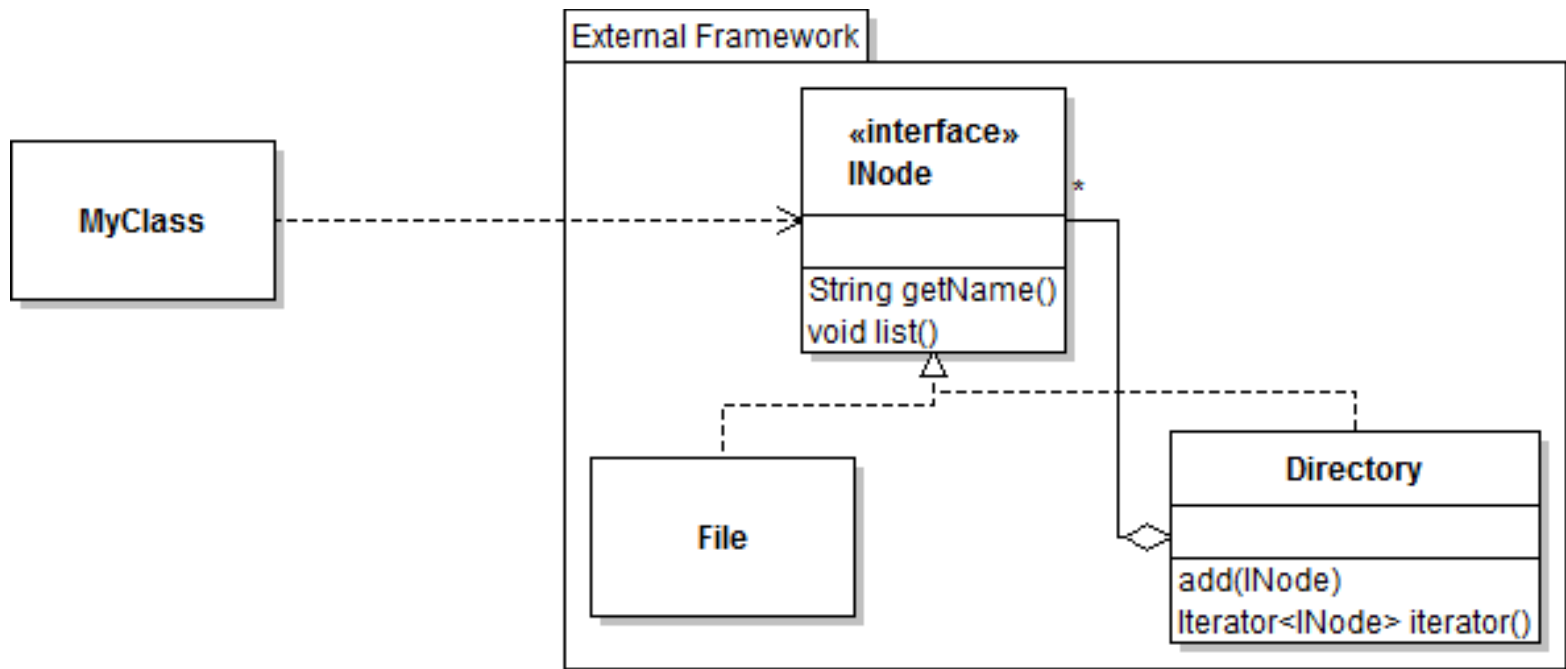 External Framework
«interface»
INode
*
MyClass
String getName()
void list()
Directory
File
add(INode)
Iterator<INode> iterator()